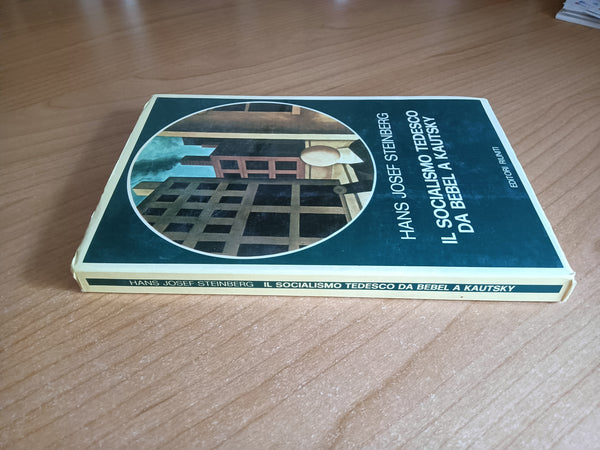 HANS JOSEF STEINBERG
IL SOCIALISMO TEDESCO
DA BEBEL A KAUTSKY
EDITORI RIUNITI
HANS JOSEF STEINBERG IL SOCIALISMO TEDESCO DA BEBEL A KAUTSKY